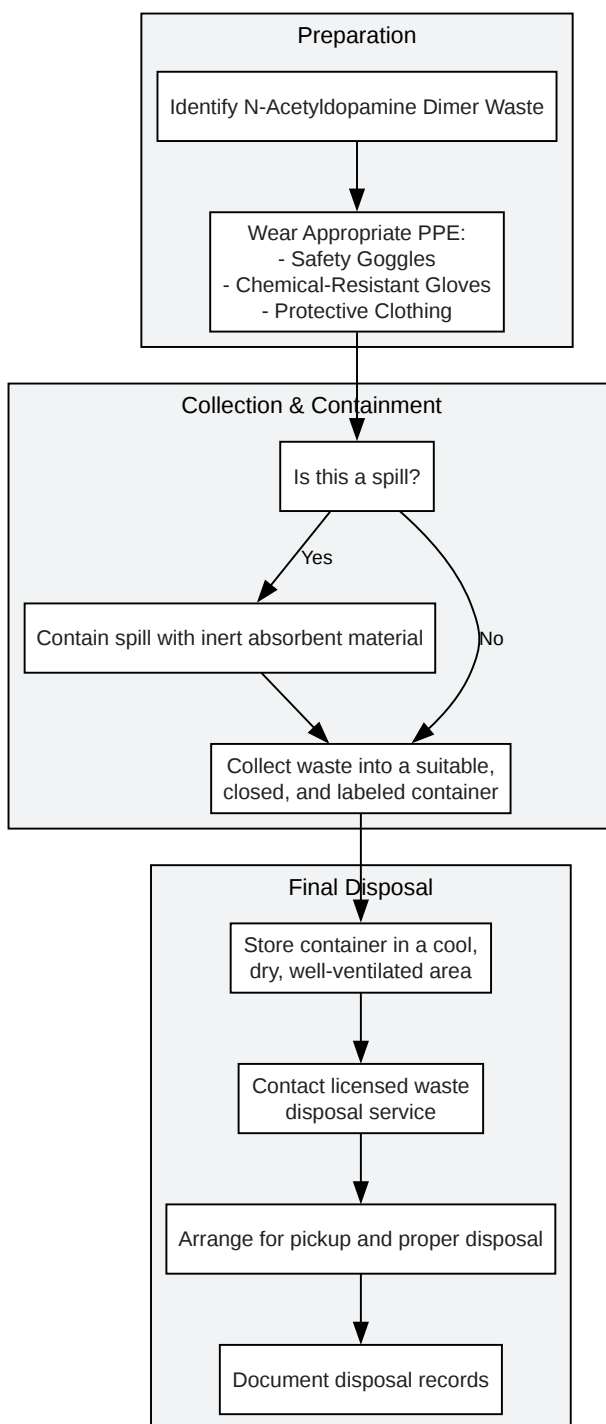 Preparation
Identify N-Acetyldopamine Dimer Waste
Wear Appropriate PPE:
- Safety Goggles
- Chemical-Resistant Gloves
- Protective Clothing
Collection & Containment
Is this a spill?
Yes
Contain spill with inert absorbent material
No
Collect waste into a suitable,
closed, and labeled container
Final Disposal
Store container in a cool,
dry, well-ventilated area
Contact licensed waste
disposal service
Arrange for pickup and proper disposal
Document disposal records